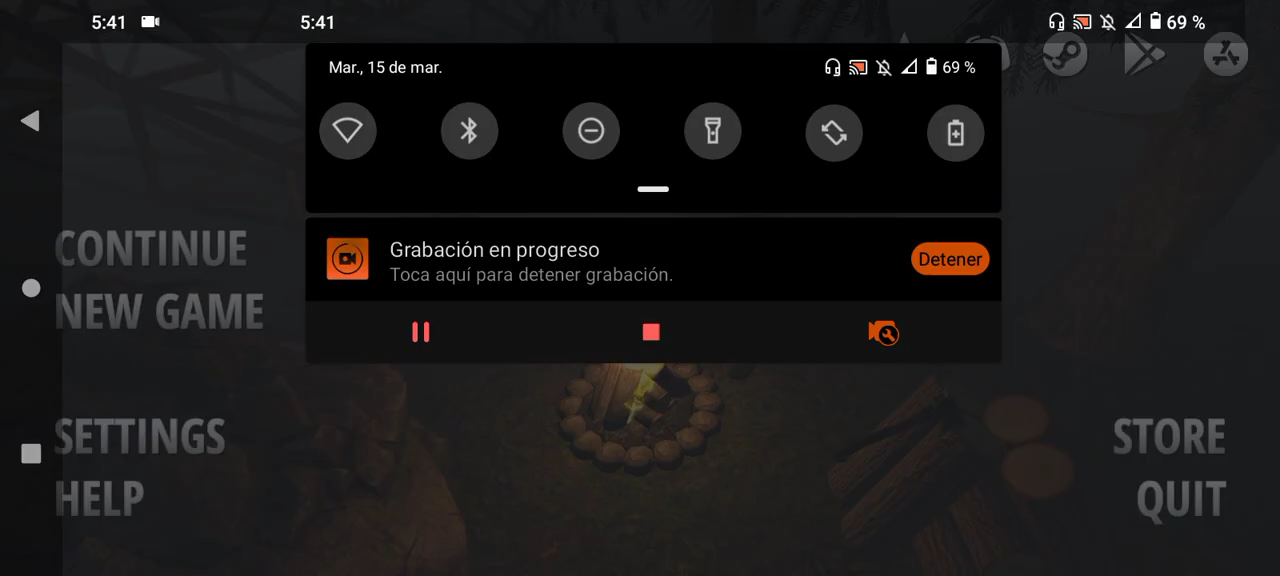 5:41 5:41 69 %
Mar., 15 de mar. 69 %
CONTINUE
NEW GAME
Grabación en progreso
Toca aquí para detener grabación.
Detener
SETTINGS
HELP
STORE
QUIT